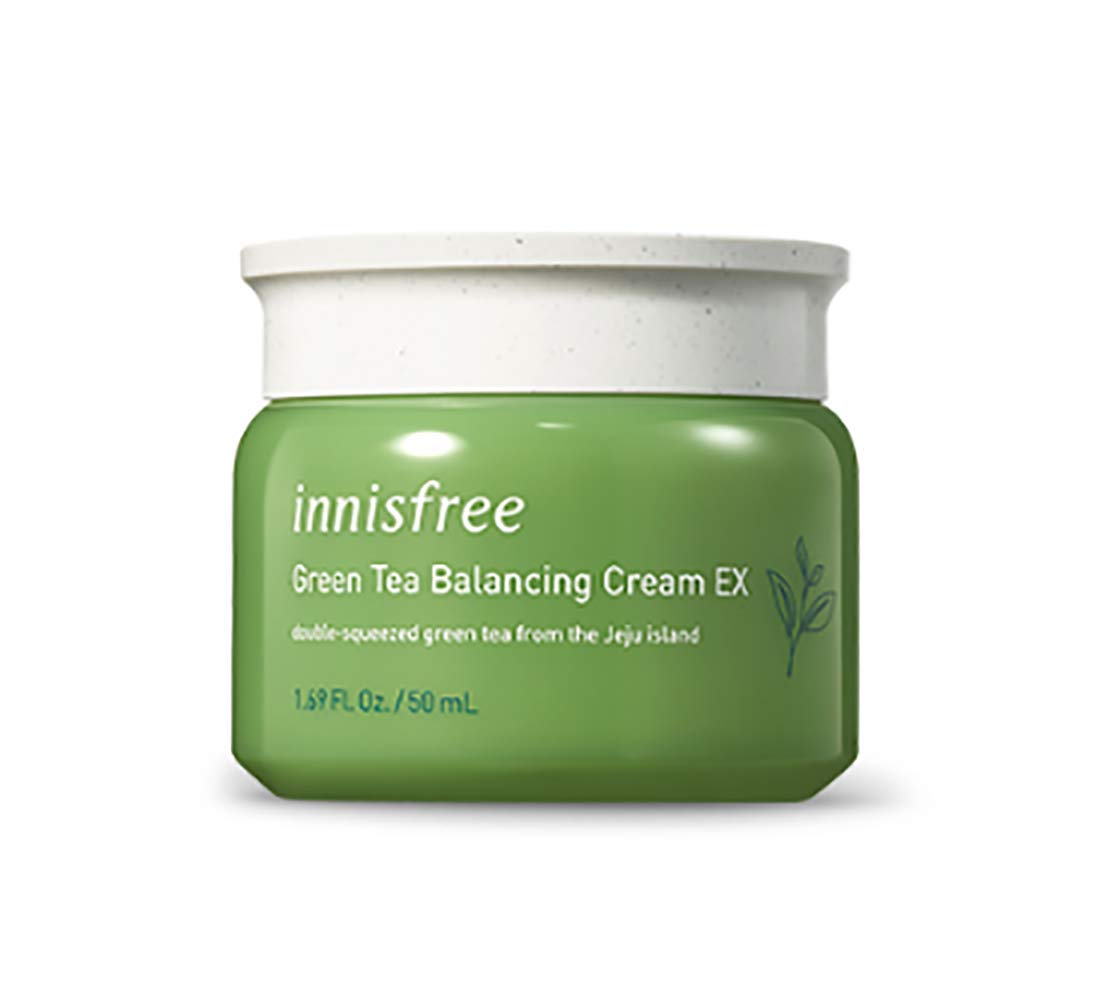 innisfree
Green Tea Balancing Cream EX
double-squeezed green tea from the Jeju island
1.69 FL Oz. / 50 mL